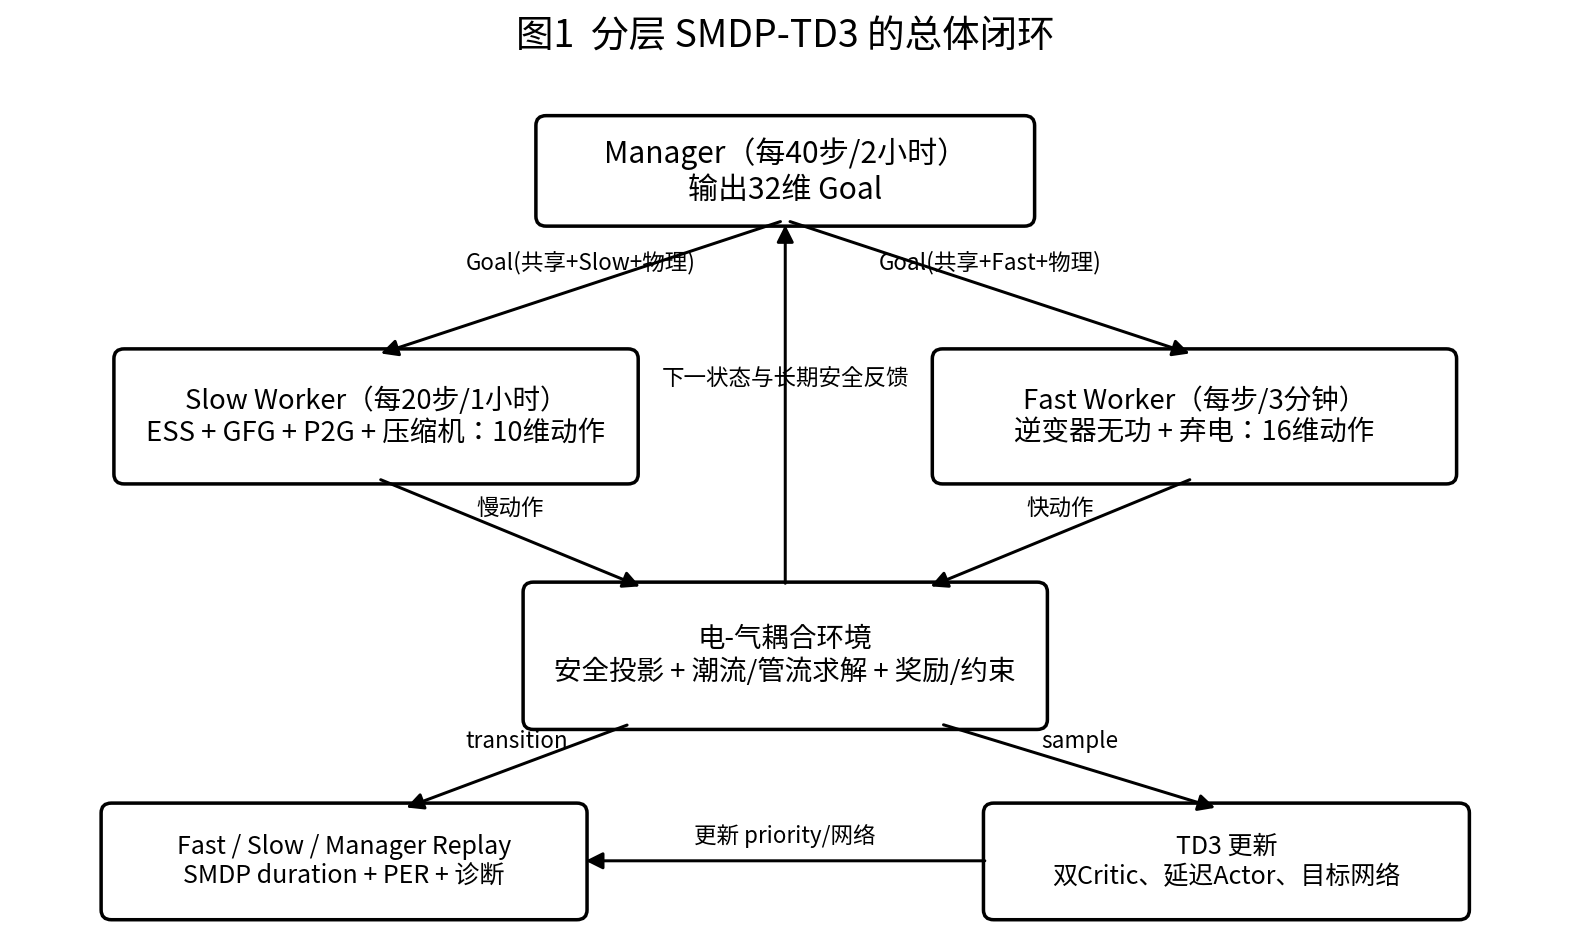 图1 分层 SMDP-TD3 的总体闭环
Manager（每40步/2小时）
输出32维 Goal
Goal(共享+Slow+物理)
Goal(共享+Fast+物理)
下一状态与长期安全反馈
Slow Worker（每20步/1小时）
ESS + GFG + P2G + 压缩机：10维动作
Fast Worker（每步/3分钟）
逆变器无功 + 弃电：16维动作
慢动作
快动作
电-气耦合环境
安全投影 + 潮流/管流求解 + 奖励/约束
transition
sample
Fast / Slow / Manager Replay
SMDP duration + PER + 诊断
更新 priority/网络
TD3 更新
双Critic、延迟Actor、目标网络